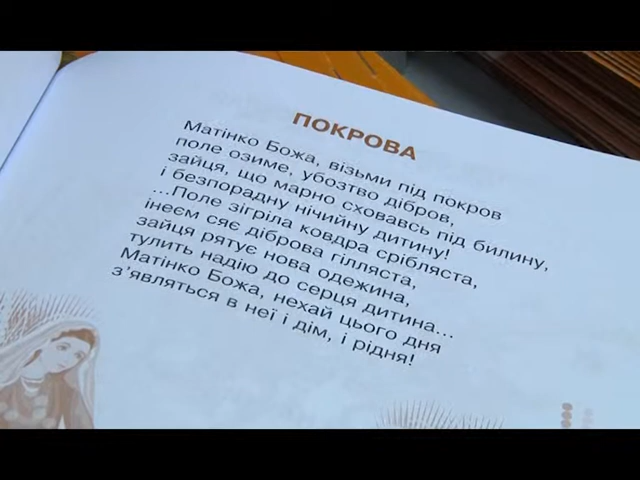 ПОКРОВА
Матінко Божа, візьми під покров
поле озиме, убозтво дібров,
зайця, що марно сховавсь під билину,
і безпорадну нічийну дитину!
...Поле зігріла ковдра срібляста,
інеєм сяє діброва гілляста,
зайця рятує нова одежина,
тулить надію до серця дитина...
Матінко Божа, нехай цього дня
з’являться в неї і дім, і рідня!